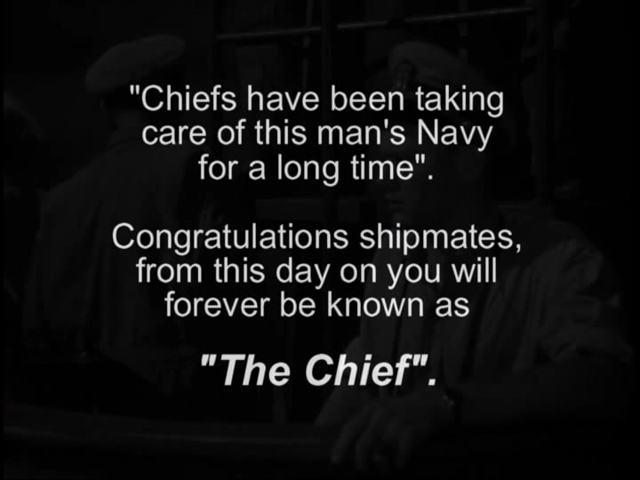 "Chiefs have been taking
care of this man's Navy
for a long time".
Congratulations shipmates,
from this day on you will
forever be known as
"The Chief".